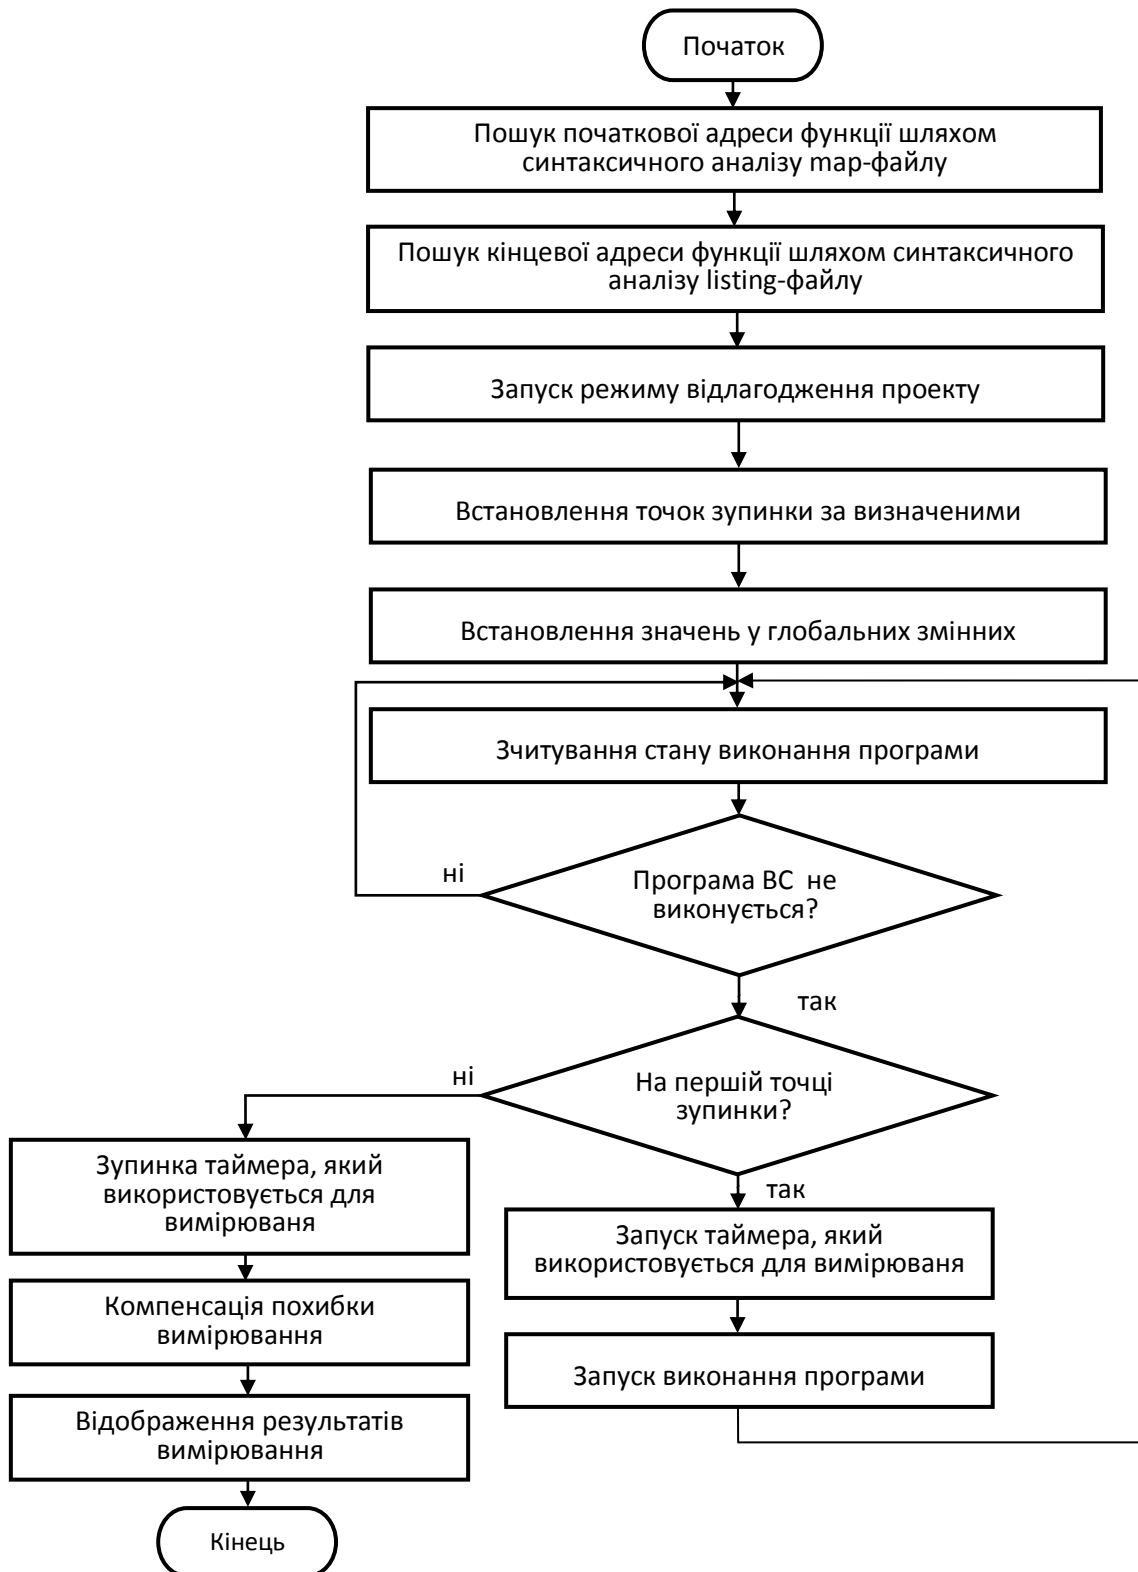 Початок
Пошук початкової адреси функції шляхом
синтаксичного аналізу map-файлу
Пошук кінцевої адреси функції шляхом синтаксичного
аналізу listing-файлу
Запуск режиму відлагодження проекту
Встановлення точок зупинки за визначеними
Встановлення значень у глобальних змінних
Зчитування стану виконання програми
ні
Програма ВС не
виконується?
так
ні
На першій точці
зупинки?
так
Зупинка таймера, який
використовується для
вимірюваня
Запуск таймера, який
використовується для вимірюваня
Компенсація похибки
вимірювання
Запуск виконання програми
Відображення результатів
вимірювання
Кінець